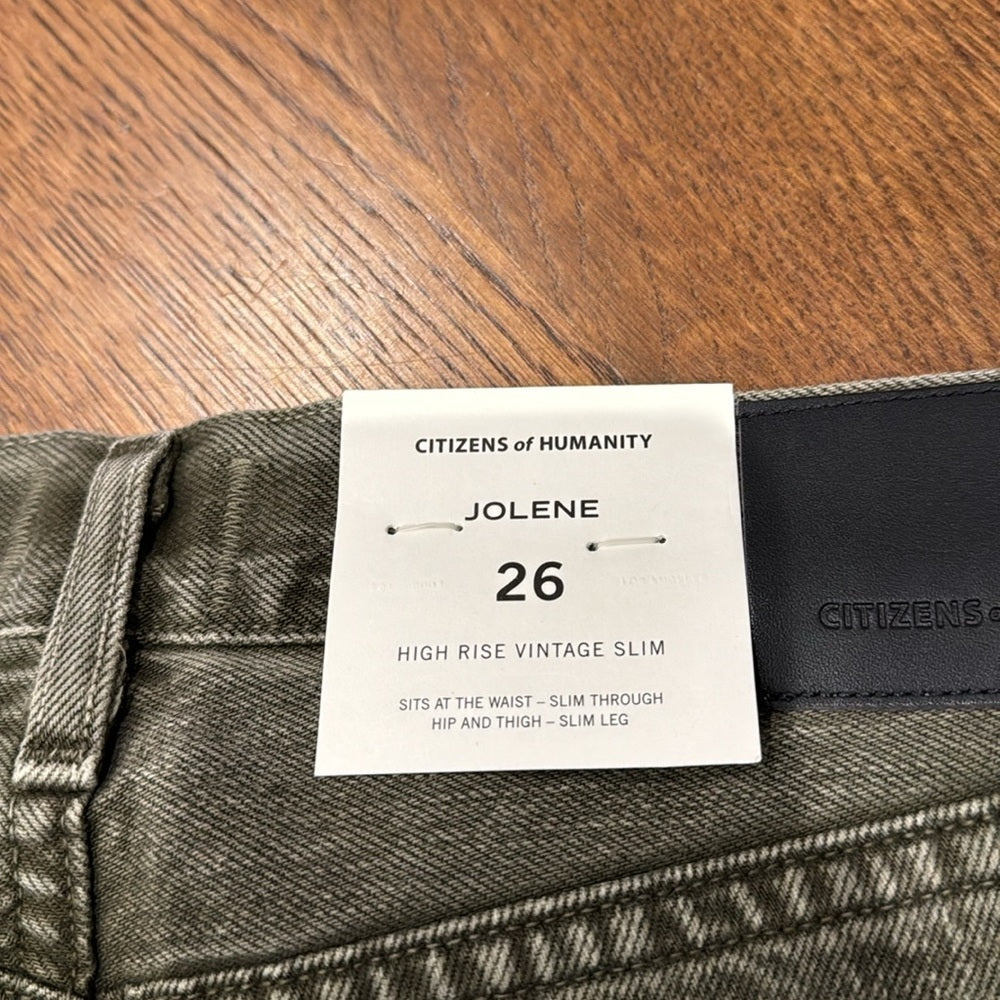 CITIZENS of HUMANITY
JOLENE
26
HIGH RISE VINTAGE SLIM
SITS AT THE WAIST – SLIM THROUGH
HIP AND THIGH – SLIM LEG
CITIZENS